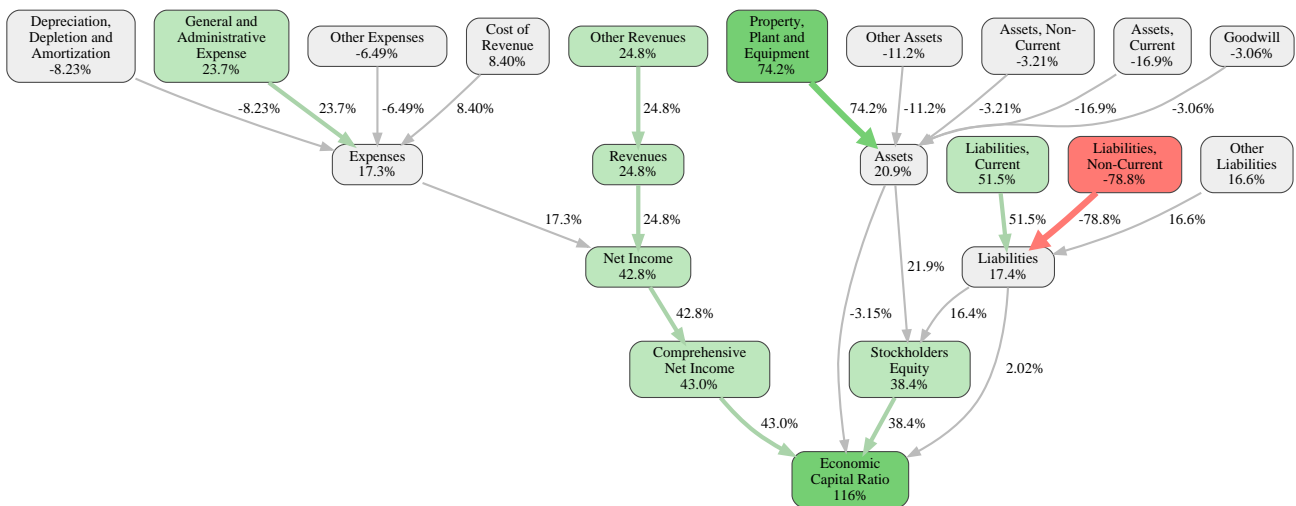 Depreciation,
Depletion and
Amortization
-8.23%
General and
Administrative
Expense
23.7%
Other Expenses
-6.49%
Cost of
Revenue
8.40%
Other Revenues
24.8%
Property,
Plant and
Equipment
74.2%
Other Assets
-11.2%
Assets, Non-
Current
-3.21%
Assets,
Current
-16.9%
Goodwill
-3.06%
-8.23%
23.7%
-6.49%
8.40%
24.8%
74.2%
-11.2%
-3.21%
-16.9%
-3.06%
Expenses
17.3%
Revenues
24.8%
Assets
20.9%
Liabilities,
Current
51.5%
Liabilities,
Non-Current
-78.8%
Other
Liabilities
16.6%
17.3%
24.8%
51.5%
-78.8%
16.6%
Net Income
42.8%
21.9%
Liabilities
17.4%
42.8%
-3.15%
16.4%
Comprehensive
Net Income
43.0%
Stockholders
Equity
38.4%
2.02%
43.0%
38.4%
Economic
Capital Ratio
116%